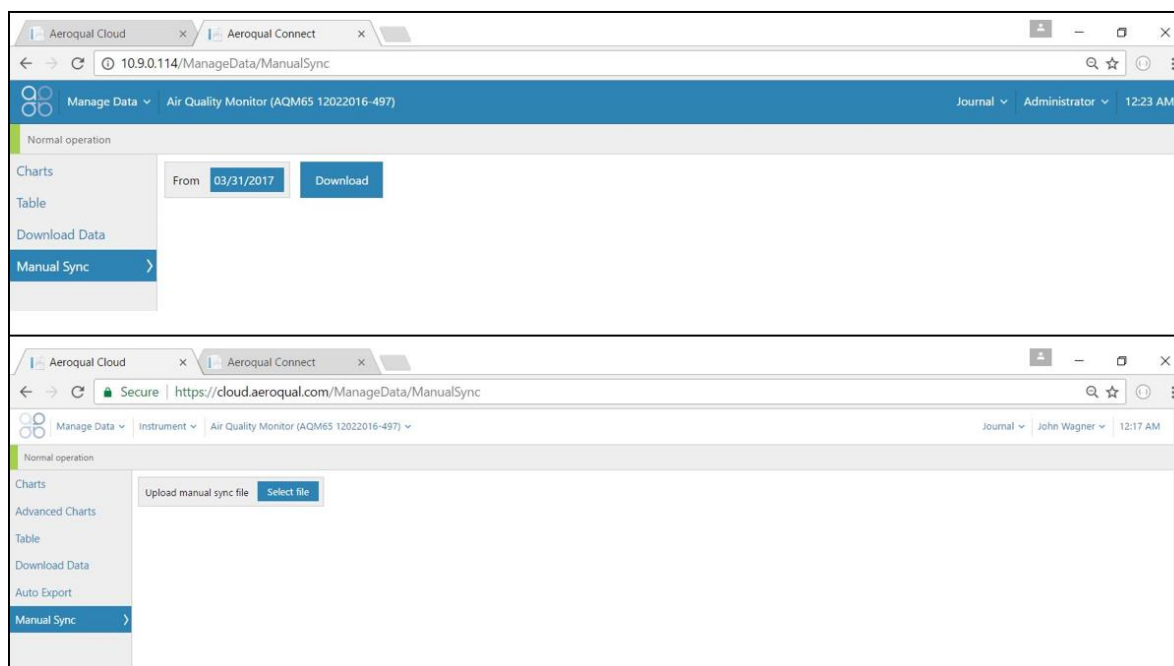 Aeroqual Cloud × Aeroqual Connect ×
10.9.0.114/ManageData/ManualSync
Manage Data Air Quality Monitor (AQM65 12022016-497) Journal Administrator 12:23 AM
Normal operation
Charts
From 03/31/2017 Download
Table
Download Data
Manual Sync
Aeroqual Cloud × Aeroqual Connect ×
Secure | https://cloud.aeroqual.com/ManageData/ManualSync
Manage Data Instrument Air Quality Monitor (AQM65 12022016-497) Journal John Wagner 12:17 AM
Normal operation
Charts
Upload manual sync file Select file
Advanced Charts
Table
Download Data
Auto Export
Manual Sync